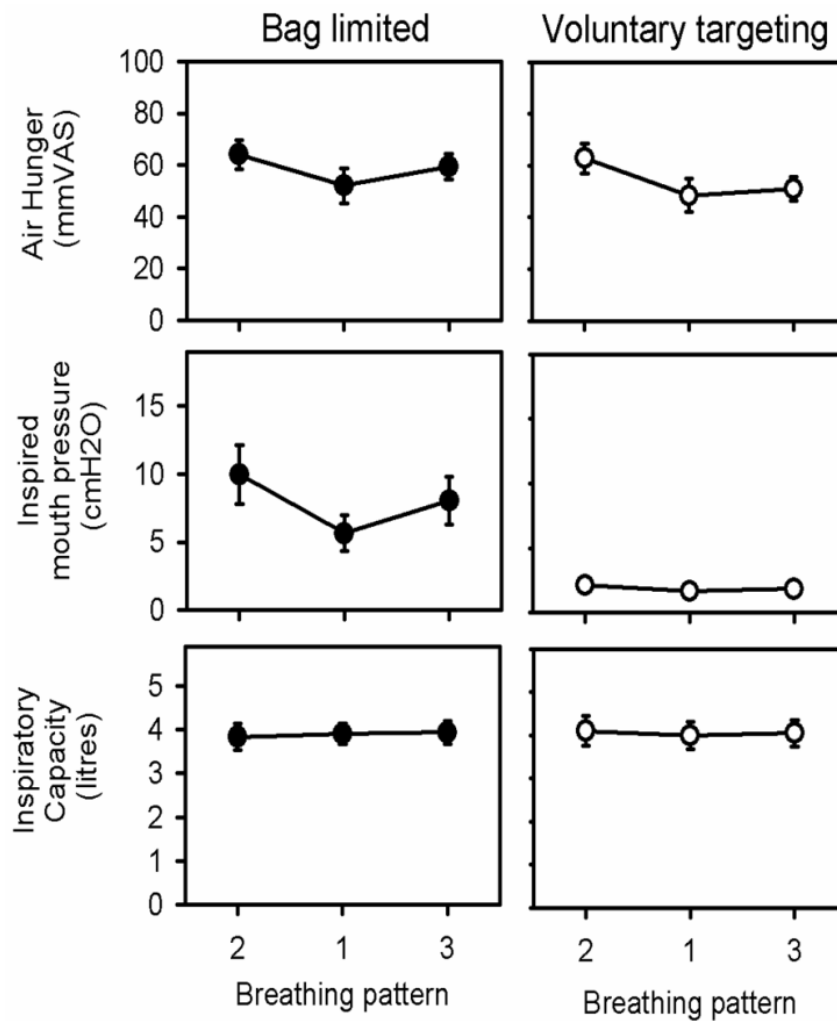 Bag limited
Voluntary targeting
Air Hunger
(mmVAS)
100
80
60
40
20
0
Inspired
mouth pressure
(cmH2O)
15
10
5
0
Inspiratory
Capacity
(litres)
5
4
3
2
1
0
2 1 3
2 1 3
Breathing pattern
Breathing pattern